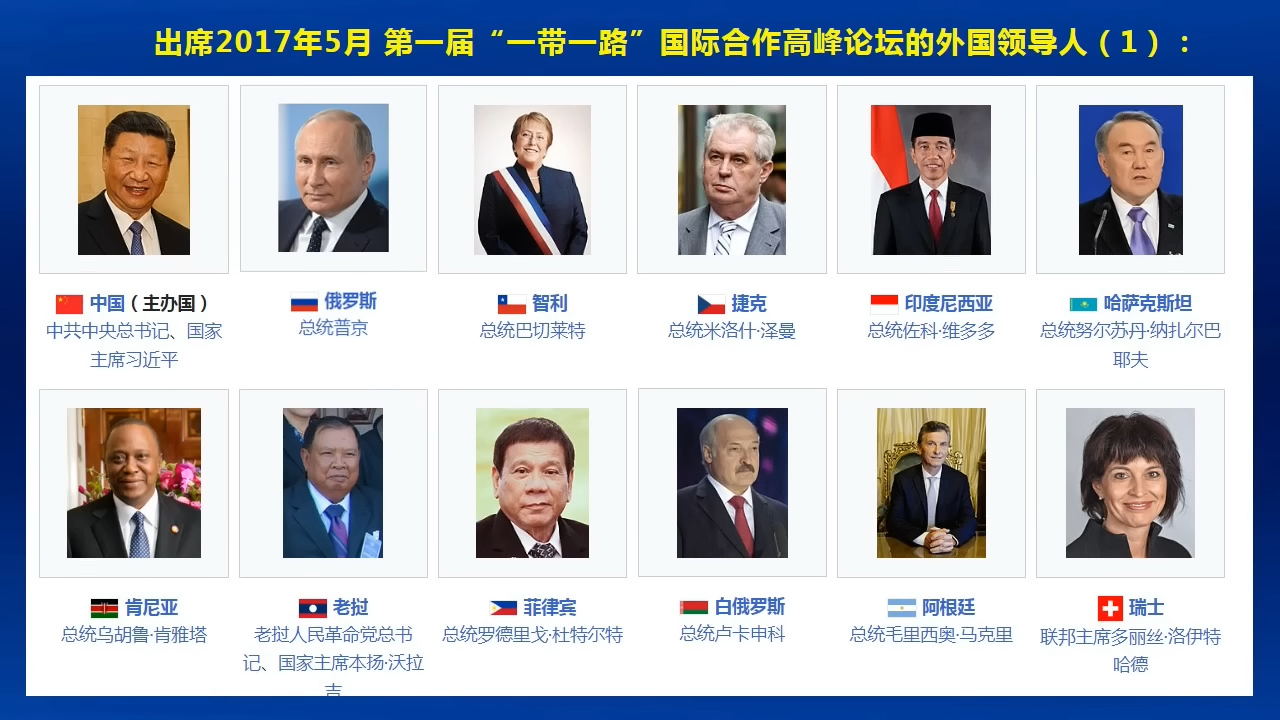 出席2017年5月 第一届“一带一路”国际合作高峰论坛的外国领导人（1）：
中国（主办国）
中共中央总书记、国家
主席习近平
俄罗斯
总统普京
智利
总统巴切莱特
捷克
总统米洛什·泽曼
印度尼西亚
总统佐科·维多多
哈萨克斯坦
总统努尔苏丹·纳扎尔巴
耶夫
肯尼亚
总统乌胡鲁·肯雅塔
老挝
老挝人民革命党总书
记、国家主席本扬·沃拉
吉
菲律宾
总统罗德里戈·杜特尔特
白俄罗斯
总统卢卡申科
阿根廷
总统毛里西奥·马克里
瑞士
联邦主席多丽丝·洛伊特
哈德